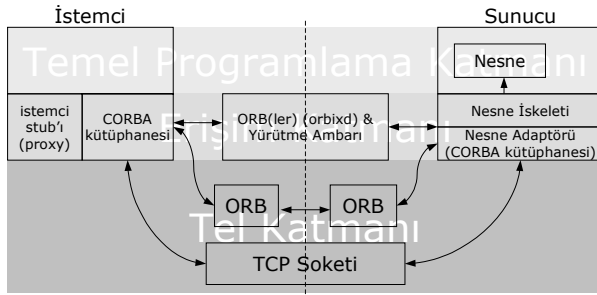 İstemci
Sunucu
Temel Programlama Katmanı
Nesne
istemci
stub'ı
(proxy)
CORBA
kütüphanesi
Erişim Katmanı
ORB(ler) (orbixd) &
Yürütme Ambarı
Nesne İskeleti
Nesne Adaptörü
(CORBA kütüphanesi)
ORB
ORB
Tel Katmanı
TCP Soketi